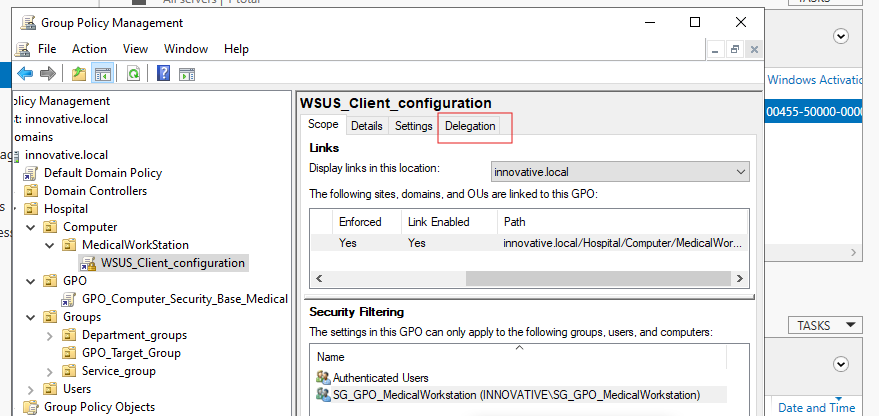 All servers | 1 total
TASKS
Group Policy Management
File Action View Window Help
Policy Management
t: innovative.local
omains
innovative.local
Default Domain Policy
Domain Controllers
Hospital
Computer
MedicalWorkStation
WSUS_Client_configuration
GPO
GPO_Computer_Security_Base_Medical
Groups
Department_groups
GPO_Target_Group
Service_group
Users
Group Policy Objects
WSUS_Client_configuration
Scope Details Settings Delegation
Links
Display links in this location: innovative.local
The following sites, domains, and OUs are linked to this GPO:
Enforced Link Enabled Path
Yes Yes innovative.local/Hospital/Computer/MedicalWor...
Security Filtering
The settings in this GPO can only apply to the following groups, users, and computers:
Name
Authenticated Users
SG_GPO_MedicalWorkstation (INNOVATIVE\SG_GPO_MedicalWorkstation)
Windows Activatio
00455-50000-0000
TASKS
Date and Time